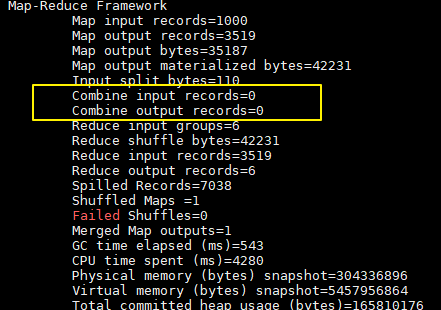 Map-Reduce Framework
Map input records=1000
Map output records=3519
Map output bytes=35187
Map output materialized bytes=42231
Input split bytes=110
Combine input records=0
Combine output records=0
Reduce input groups=6
Reduce shuffle bytes=42231
Reduce input records=3519
Reduce output records=6
Spilled Records=7038
Shuffled Maps =1
Failed Shuffles=0
Merged Map outputs=1
GC time elapsed (ms)=543
CPU time spent (ms)=4280
Physical memory (bytes) snapshot=304336896
Virtual memory (bytes) snapshot=5457956864
Total committed heap usage (bytes)=165810176